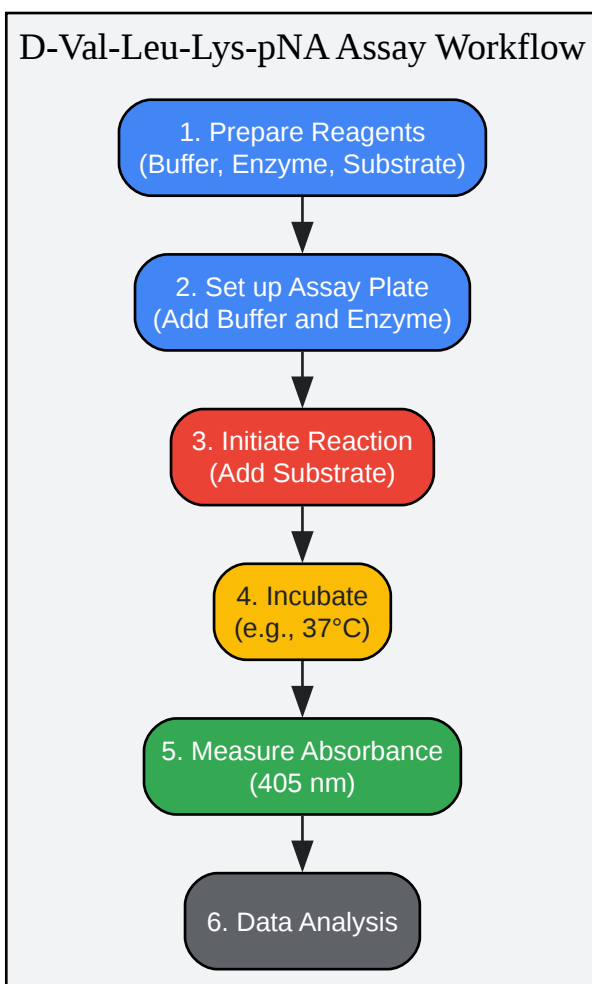 D-Val-Leu-Lys-pNA Assay Workflow
1. Prepare Reagents
(Buffer, Enzyme, Substrate)
2. Set up Assay Plate
(Add Buffer and Enzyme)
3. Initiate Reaction
(Add Substrate)
4. Incubate
(e.g., 37°C)
5. Measure Absorbance
(405 nm)
6. Data Analysis